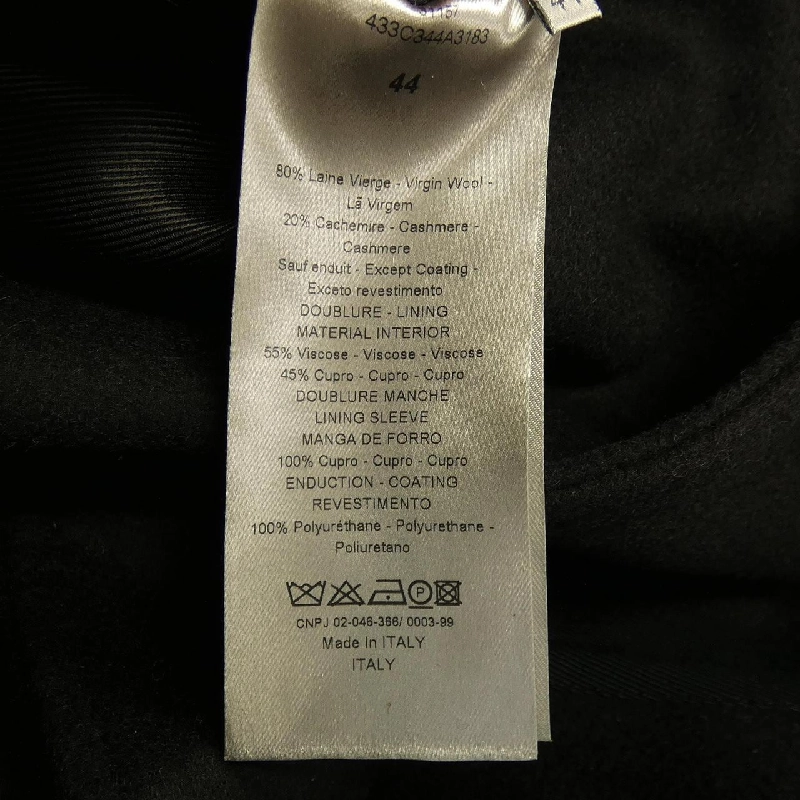 433C344A3183
44
80% Laine Vierge - Virgin Wool -
Lã Virgem
20% Cachemire - Cashmere -
Cashmere
Sauf enduit - Except Coating -
Exceto revestimento
DOUBLURE - LINING
MATERIAL INTERIOR
55% Viscose - Viscose - Viscose
45% Cupro - Cupro - Cupro
DOUBLURE MANCHE
LINING SLEEVE
MANGA DE FORRO
100% Cupro - Cupro - Cupro
ENDUCTION - COATING
REVESTIMENTO
100% Polyuréthane - Polyurethane -
Poliuretano
P
CNPJ 02-046-366/ 0003-99
Made in ITALY
ITALY